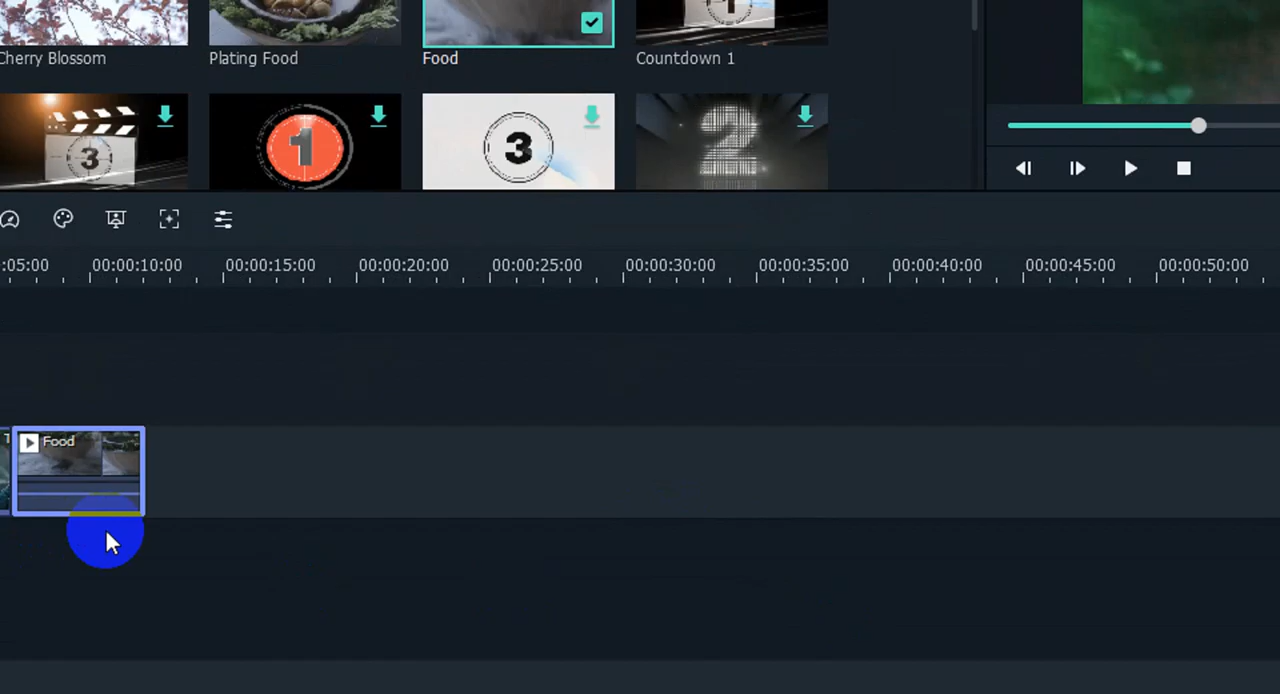 Cherry Blossom
Plating Food
Food
Countdown 1
3
1
3
2
:05:00
00:00:10:00
00:00:15:00
00:00:20:00
00:00:25:00
00:00:30:00
00:00:35:00
00:00:40:00
00:00:45:00
00:00:50:00
Food